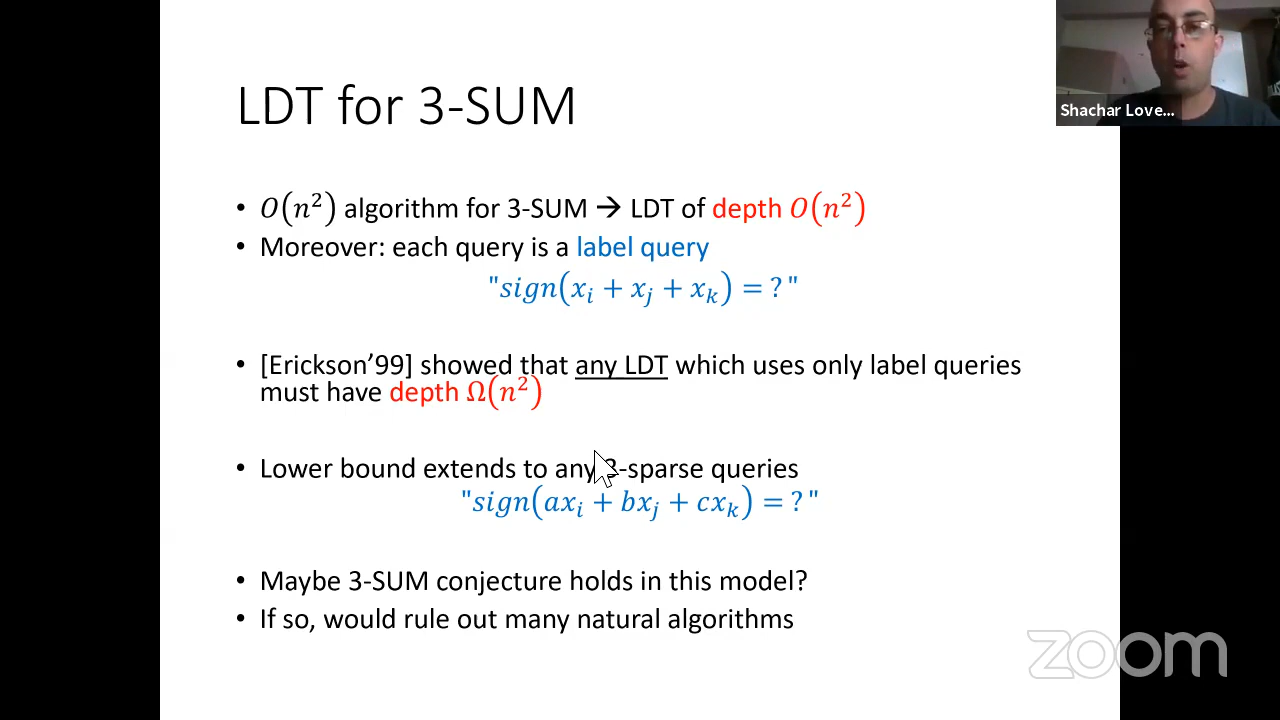 LDT for 3-SUM
Shachar Love...
• O(n²) algorithm for 3-SUM → LDT of depth O(n²)
• Moreover: each query is a label query
"sign(xᵢ + xⱼ + xₖ) = ? "
• [Erickson’99] showed that any LDT which uses only label queries
must have depth Ω(n²)
• Lower bound extends to any 3-sparse queries
"sign(axᵢ + bxⱼ + cxₖ) = ? "
• Maybe 3-SUM conjecture holds in this model?
• If so, would rule out many natural algorithms
zoom